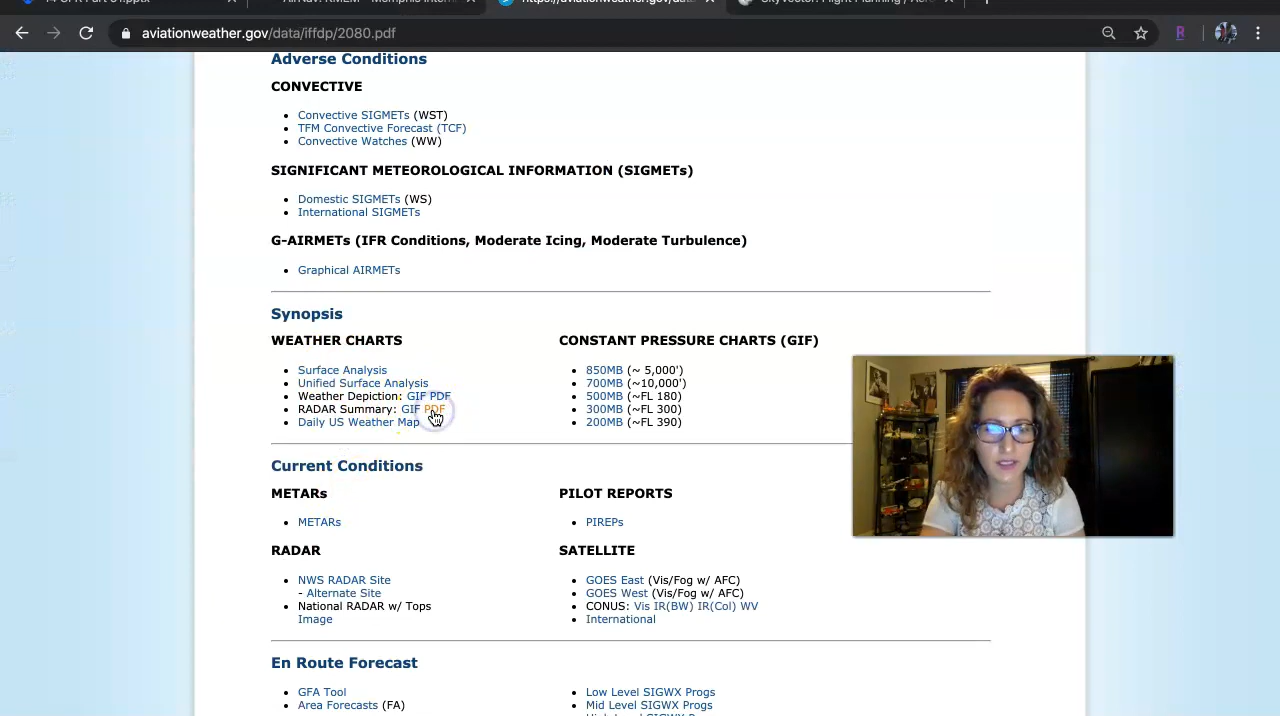 aviationweather.gov/data/iffdp/2080.pdf
Adverse Conditions
CONVECTIVE
Convective SIGMETs (WST)
TFM Convective Forecast (TCF)
Convective Watches (WW)
SIGNIFICANT METEOROLOGICAL INFORMATION (SIGMETs)
Domestic SIGMETs (WS)
International SIGMETs
G-AIRMETs (IFR Conditions, Moderate Icing, Moderate Turbulence)
Graphical AIRMETs
Synopsis
WEATHER CHARTS
Surface Analysis
Unified Surface Analysis
Weather Depiction: GIF PDF
RADAR Summary: GIF PDF
Daily US Weather Map
CONSTANT PRESSURE CHARTS (GIF)
850MB (~ 5,000')
700MB (~10,000')
500MB (~FL 180)
300MB (~FL 300)
200MB (~FL 390)
Current Conditions
METARs
METARs
PILOT REPORTS
PIREPs
RADAR
NWS RADAR Site
- Alternate Site
National RADAR w/ Tops
Image
SATELLITE
GOES East (Vis/Fog w/ AFC)
GOES West (Vis/Fog w/ AFC)
CONUS: Vis IR(BW) IR(Col) WV
International
En Route Forecast
GFA Tool
Area Forecasts (FA)
Low Level SIGWX Progs
Mid Level SIGWX Progs